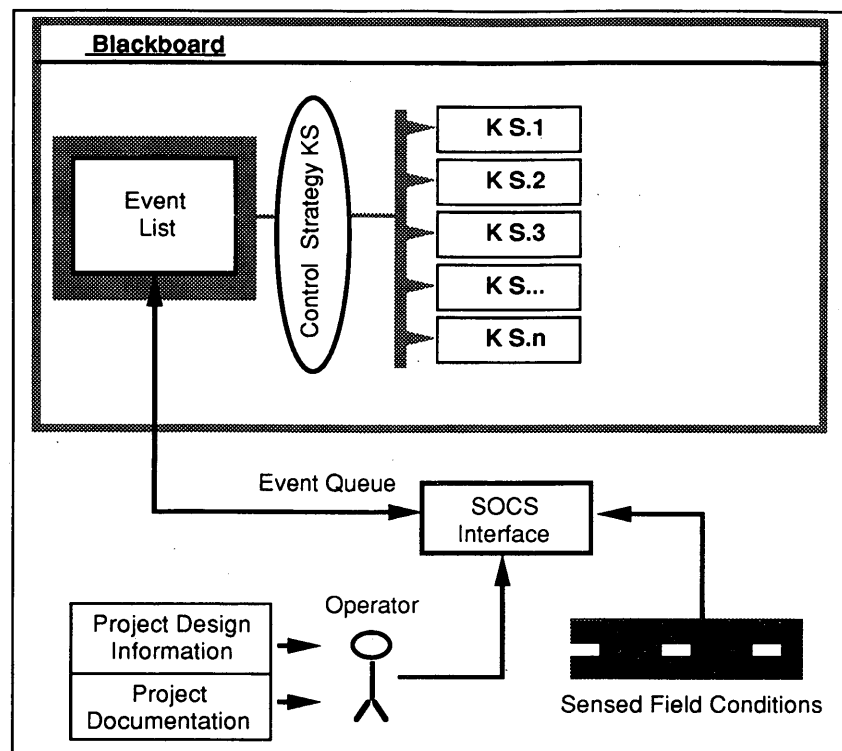 Blackboard
Event
List
Control Strategy KS
K S.1
K S.2
K S.3
K S...
K S.n
Event Queue
SOCS
Interface
Operator
Project Design
Information
Project
Documentation
Sensed Field Conditions